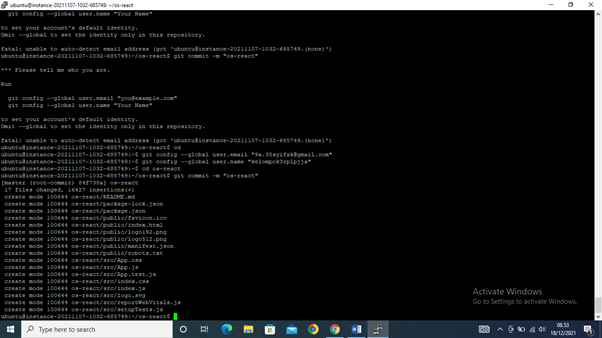 ubuntu@instance-20211107-1032-685749: ~/os-react
git config --global user.name "Your Name"
to set your account's default identity.
Omit --global to set the identity only in this repository.
fatal: unable to auto-detect email address (got 'ubuntu@instance-20211107-1032-685749.(none)')
ubuntu@instance-20211107-1032-685749:~/os-react$ git commit -m "os-react"
*** Please tell me who you are.
Run
git config --global user.email "you@example.com"
git config --global user.name "Your Name"
to set your account's default identity.
Omit --global to set the identity only in this repository.
fatal: unable to auto-detect email address (got 'ubuntu@instance-20211107-1032-685749.(none)')
ubuntu@instance-20211107-1032-685749:~/os-react$ cd
ubuntu@instance-20211107-1032-685749:~$ git config --global user.email "9a.35syifak@gmail.com"
ubuntu@instance-20211107-1032-685749:~$ git config --global user.name "kelompok3rplpjja"
ubuntu@instance-20211107-1032-685749:~$ cd os-react
ubuntu@instance-20211107-1032-685749:~/os-react$ git commit -m "os-react"
[master (root-commit) 84f738a] os-react
17 files changed, 16627 insertions(+)
create mode 100644 os-react/README.md
create mode 100644 os-react/package-lock.json
create mode 100644 os-react/package.json
create mode 100644 os-react/public/favicon.ico
create mode 100644 os-react/public/index.html
create mode 100644 os-react/public/logo192.png
create mode 100644 os-react/public/logo512.png
create mode 100644 os-react/public/manifest.json
create mode 100644 os-react/public/robots.txt
create mode 100644 os-react/src/App.css
create mode 100644 os-react/src/App.js
create mode 100644 os-react/src/App.test.js
create mode 100644 os-react/src/index.css
create mode 100644 os-react/src/index.js
create mode 100644 os-react/src/logo.svg
create mode 100644 os-react/src/reportWebVitals.js
create mode 100644 os-react/src/setupTests.js
ubuntu@instance-20211107-1032-685749:~/os-react$
Activate Windows
Go to Settings to activate Windows.
Type here to search
08.53
18/12/2021